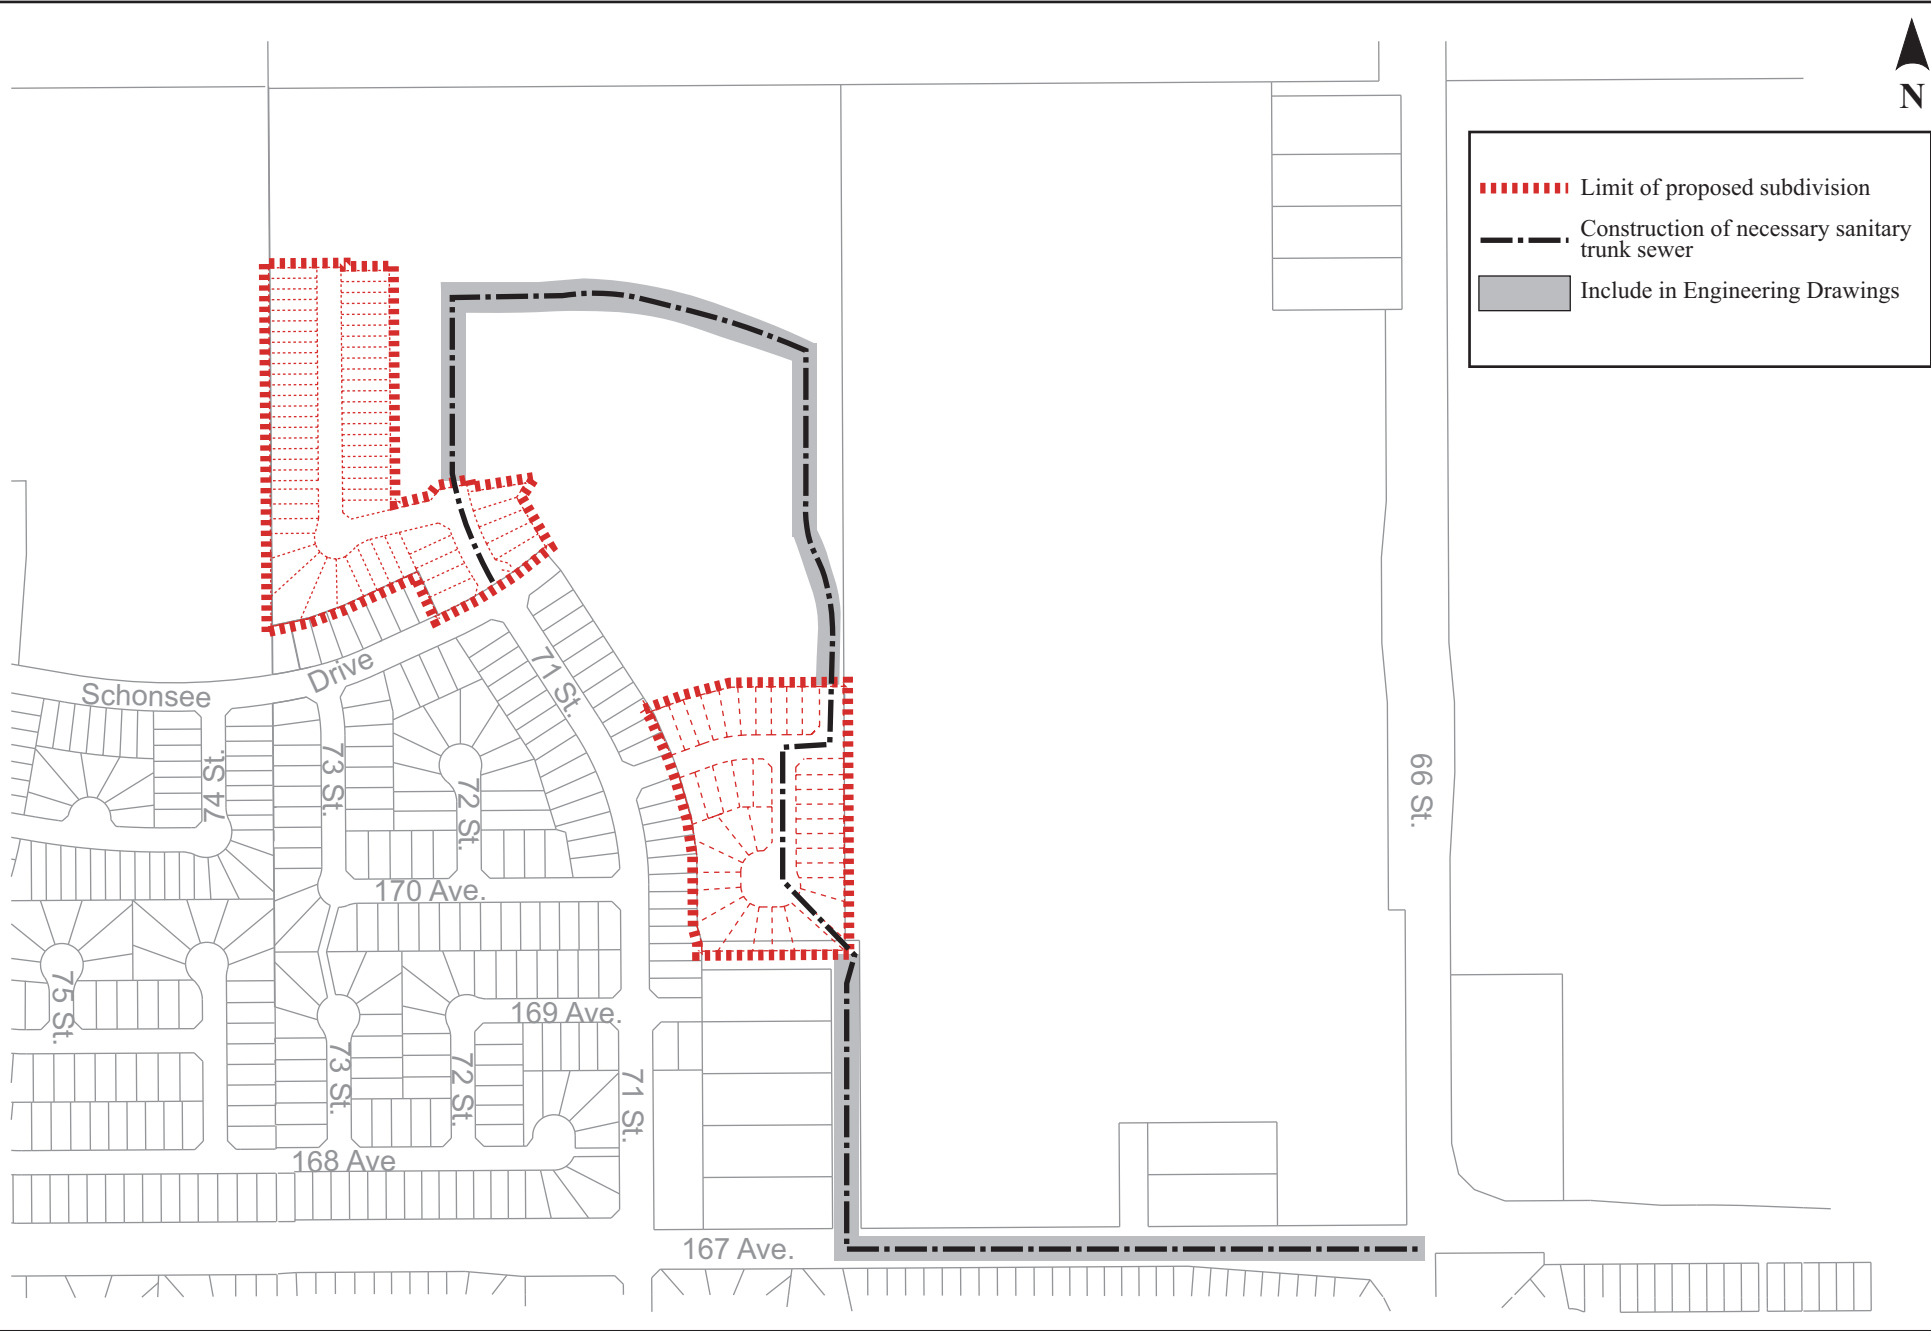 N
Limit of proposed subdivision
Construction of necessary sanitary
trunk sewer
Include in Engineering Drawings
Schonsee
Drive
71 St.
74 St.
73 St.
72 St.
66 St.
170 Ave.
75 St.
169 Ave.
73 St.
72 St.
71 St.
168 Ave
167 Ave.